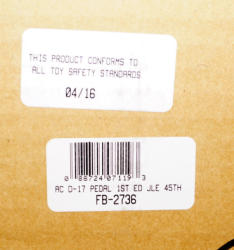 THIS PRODUCT CONFORMS TO
ALL TOY SAFETY STANDARDS
04/16
0 88724 07119 3
AC D-17 PEDAL 1ST ED JLE 45TH
FB-2736